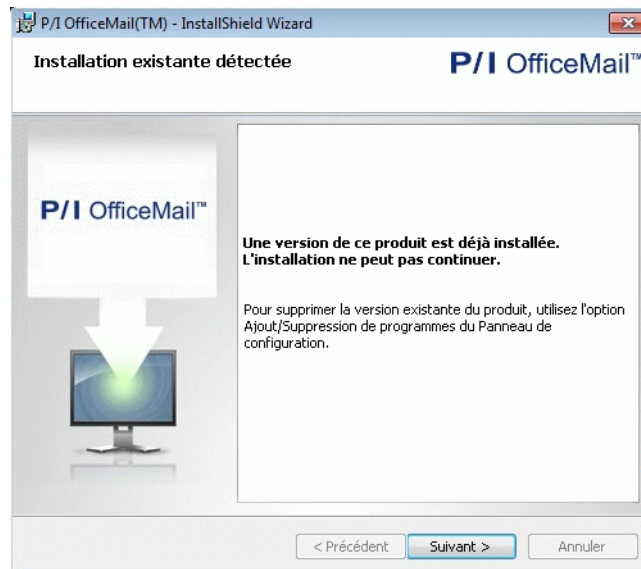 P/I OfficeMail(TM) - InstallShield Wizard
Installation existante détectée
P/I OfficeMail™
P/I OfficeMail™
Une version de ce produit est déjà installée.
L'installation ne peut pas continuer.
Pour supprimer la version existante du produit, utilisez l'option
Ajout/Suppression de programmes du Panneau de
configuration.
< Précédent
Suivant >
Annuler